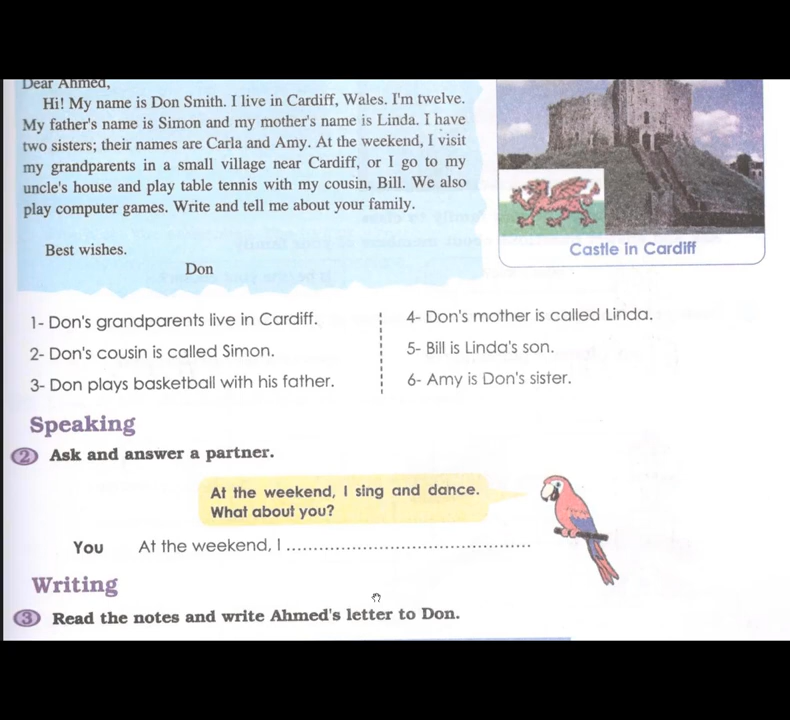 Dear Ahmed,
Hi! My name is Don Smith. I live in Cardiff, Wales. I'm twelve.
My father's name is Simon and my mother's name is Linda. I have
two sisters; their names are Carla and Amy. At the weekend, I visit
my grandparents in a small village near Cardiff, or I go to my
uncle's house and play table tennis with my cousin, Bill. We also
play computer games. Write and tell me about your family.
Best wishes.
Don
Castle in Cardiff
1- Don's grandparents live in Cardiff.
2- Don's cousin is called Simon.
3- Don plays basketball with his father.
4- Don's mother is called Linda.
5- Bill is Linda's son.
6- Amy is Don's sister.
Speaking
2 Ask and answer a partner.
At the weekend, I sing and dance.
What about you?
You At the weekend, I ..............................................
Writing
3 Read the notes and write Ahmed's letter to Don.